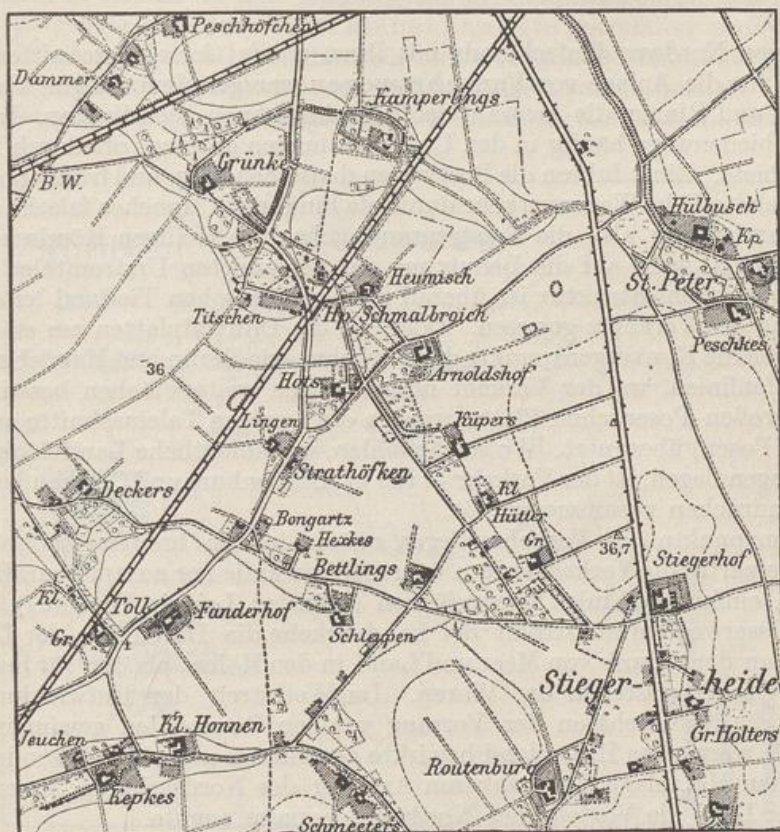 Peschhöfchen
Dammer
Kamperlings
Grünke
B.W.
Hülbusch
Kp
St. Peter
Heumisch
Titschen
Hp. Schmalbroich
Peschkes
36
Arnoldshof
Hots
Küpers
Lingen
Strathöfken
Deckers
Kl.
Hütter
Bongartz
Hexkes
Gr.
36,7
Bettlings
Stiegerhof
Kl.
Toll
Fanderhof
Gr.
Schlappen
Stieger-heide
Jeuchen
Kl. Honnen
Gr. Hölters
Routenburg
Kepkes
Schmeeters